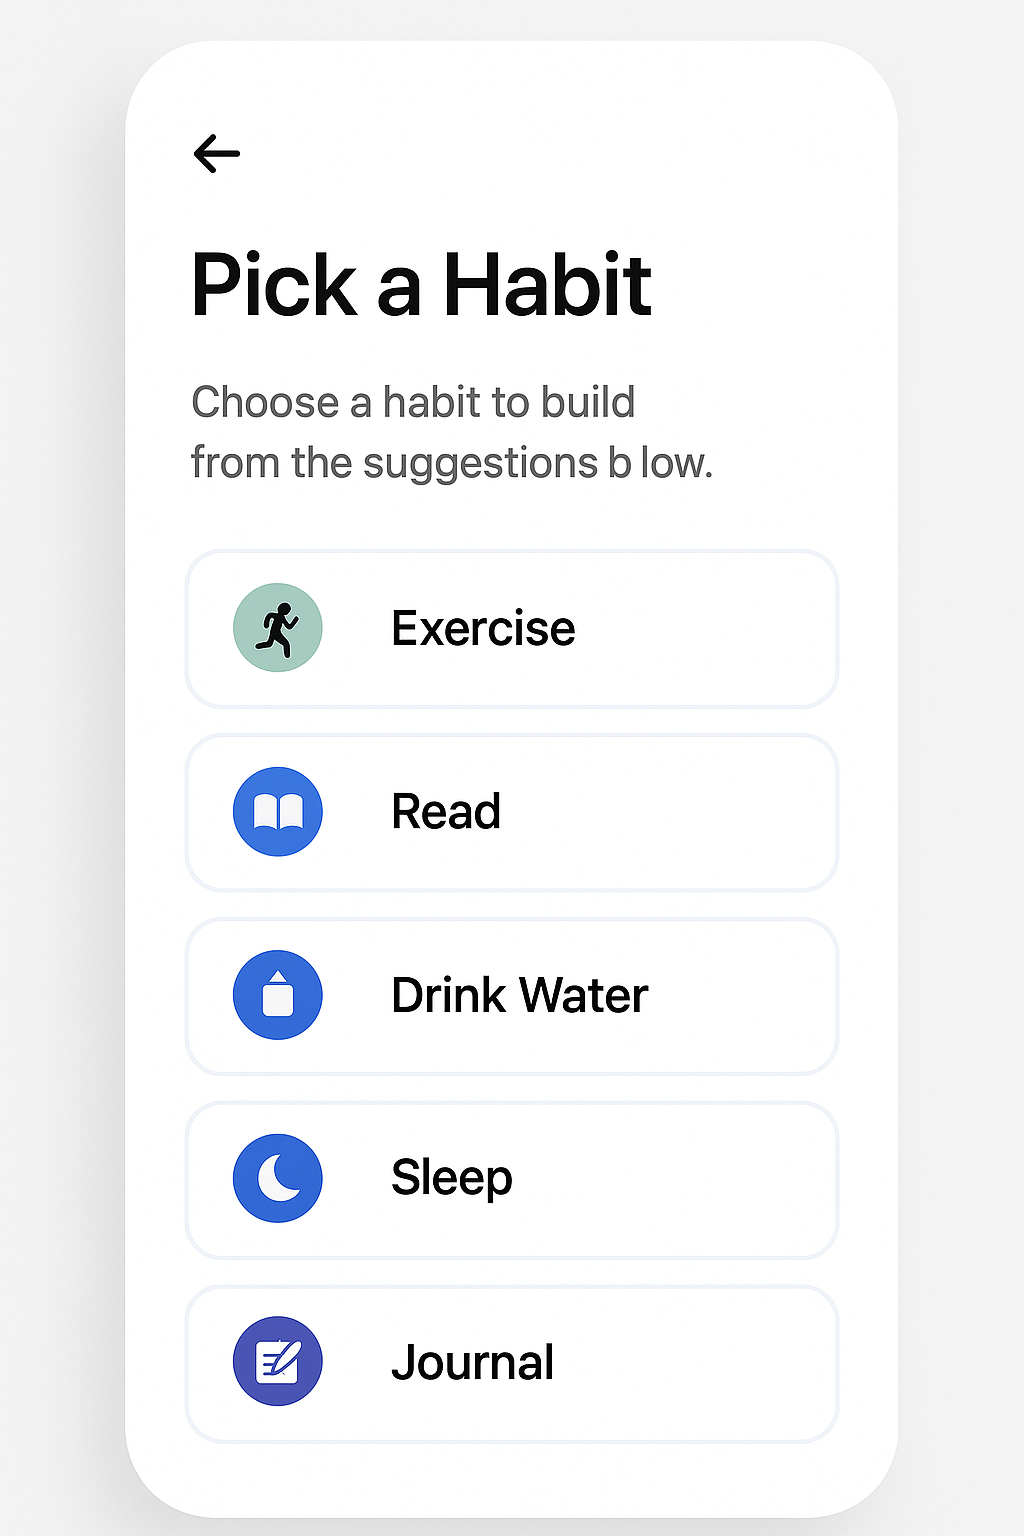 Pick a Habit
Choose a habit to build
from the suggestions b low.
Exercise
Read
Drink Water
Sleep
Journal